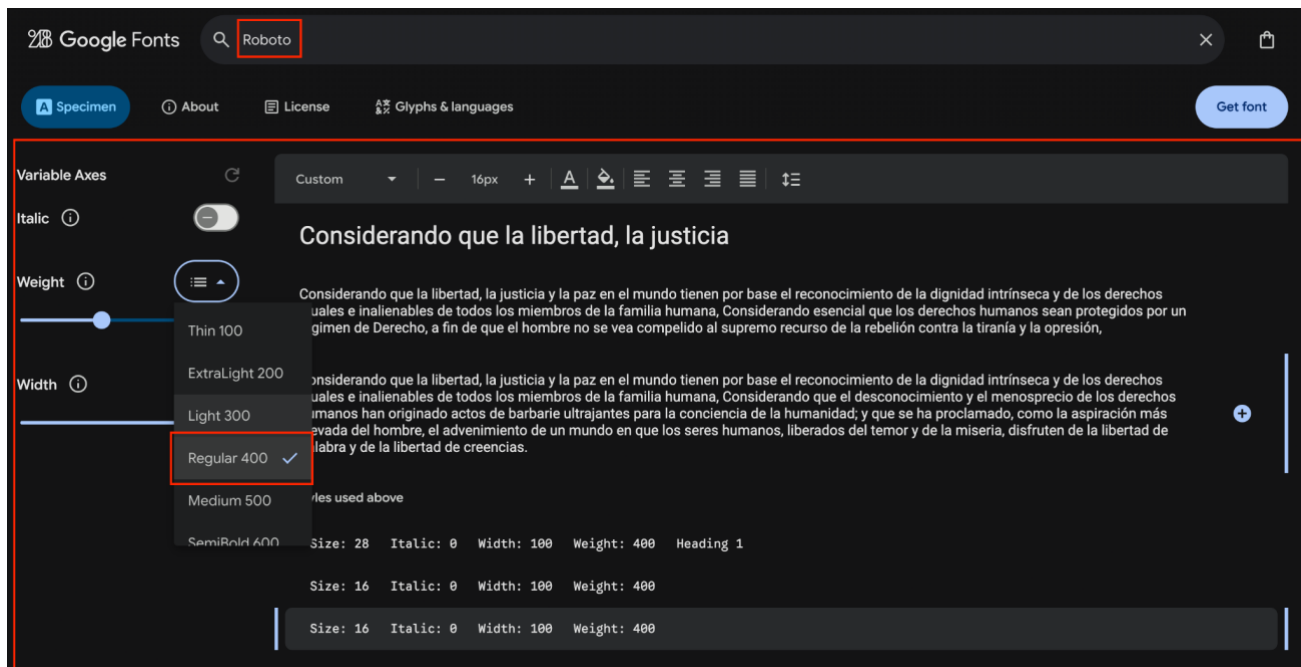 Google Fonts
Roboto
Specimen
About
License
Glyphs & languages
Get font
Variable Axes
Custom
16px
Italic
Considerando que la libertad, la justicia
Weight
Considerando que la libertad, la justicia y la paz en el mundo tienen por base el reconocimiento de la dignidad intrínseca y de los derechos
uales e inalienables de todos los miembros de la familia humana, Considerando esencial que los derechos humanos sean protegidos por un
gimen de Derecho, a fin de que el hombre no se vea compelido al supremo recurso de la rebelión contra la tiranía y la opresión,
Thin 100
ExtraLight 200
Light 300
Regular 400
Medium 500
SemiBold 600
Width
nsiderando que la libertad, la justicia y la paz en el mundo tienen por base el reconocimiento de la dignidad intrínseca y de los derechos
uales e inalienables de todos los miembros de la familia humana, Considerando que el desconocimiento y el menosprecio de los derechos
manos han originado actos de barbarie ultrajantes para la conciencia de la humanidad; y que se ha proclamado, como la aspiración más
evada del hombre, el advenimiento de un mundo en que los seres humanos, liberados del temor y de la miseria, disfruten de la libertad de
labra y de la libertad de creencias.
yles used above
Size: 28 Italic: 0 Width: 100 Weight: 400 Heading 1
Size: 16 Italic: 0 Width: 100 Weight: 400
Size: 16 Italic: 0 Width: 100 Weight: 400